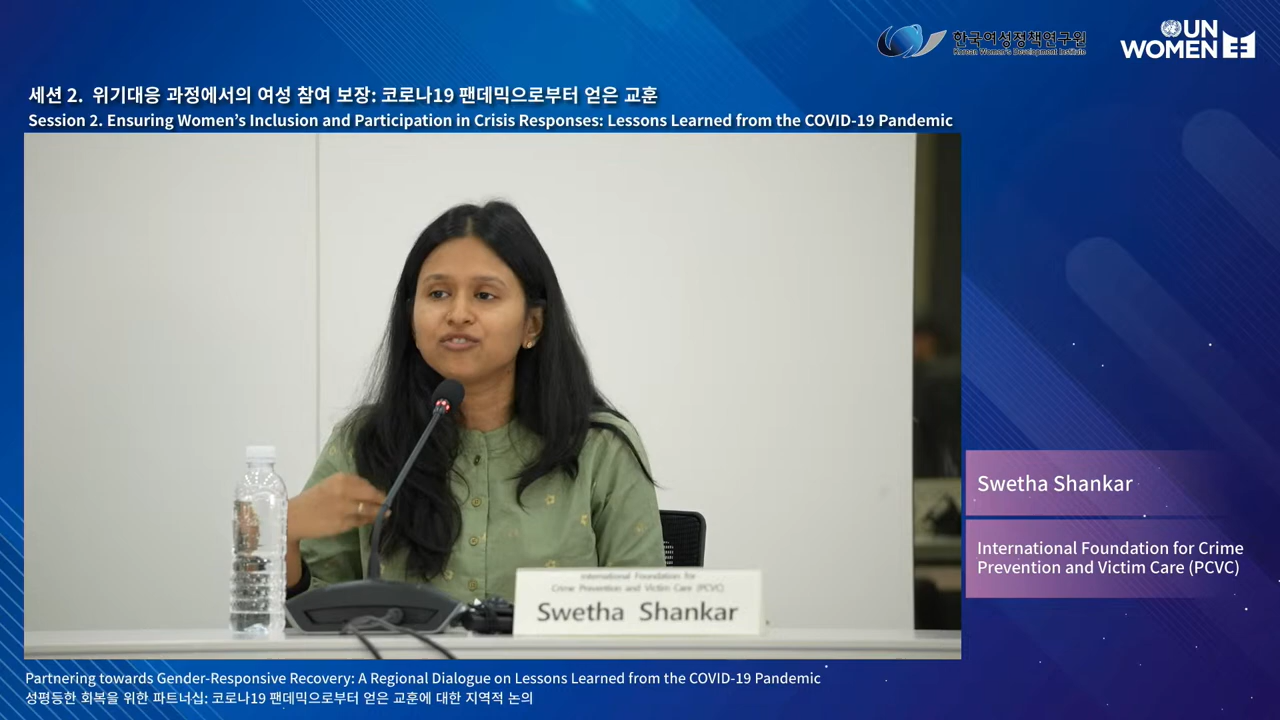 한국여성정책연구원
Korean Women's Development Institute
UN
WOMEN
세션 2. 위기대응 과정에서의 여성 참여 보장: 코로나19 팬데믹으로부터 얻은 교훈
Session 2. Ensuring Women's Inclusion and Participation in Crisis Responses: Lessons Learned from the COVID-19 Pandemic
Swetha Shankar
International Foundation for Crime
Prevention and Victim Care (PCVC)
International Foundation for
Crime Prevention and Victim Care (PCVC)
Swetha Shankar
Partnering towards Gender-Responsive Recovery: A Regional Dialogue on Lessons Learned from the COVID-19 Pandemic
성평등한 회복을 위한 파트너십: 코로나19 팬데믹으로부터 얻은 교훈에 대한 지역적 논의